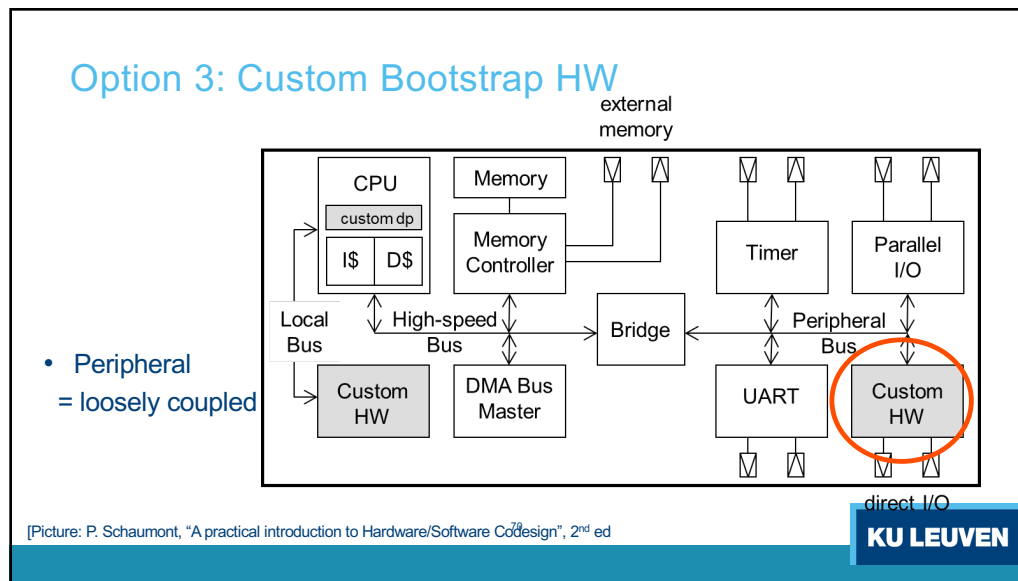 Option 3: Custom Bootstrap HW
external
memory
CPU
custom dp
I$ D$
Memory
Memory
Controller
Timer
Parallel
I/O
Local
Bus
High-speed
Bus
Bridge
Peripheral
Bus
• Peripheral
= loosely coupled
Custom
HW
DMA Bus
Master
UART
Custom
HW
direct I/O
[Picture: P. Schaumont, “A practical introduction to Hardware/Software Codesign”, 2nd ed
70
KU LEUVEN